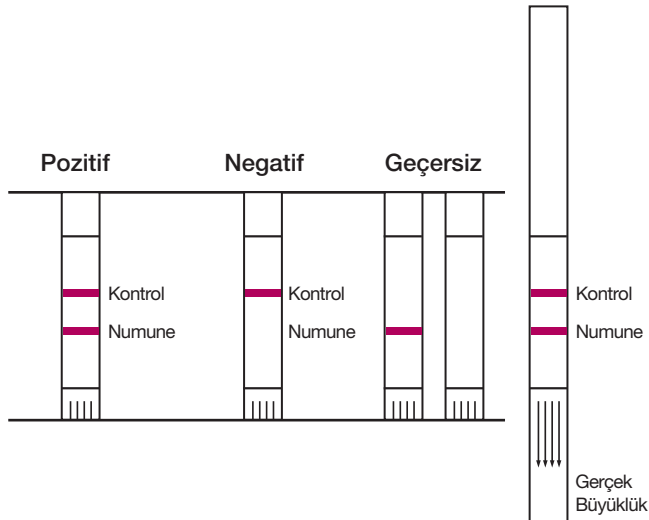 Pozitif
Negatif
Geçersiz
Kontrol
Numune
Kontrol
Numune
Kontrol
Numune
Gerçek
Büyüklük